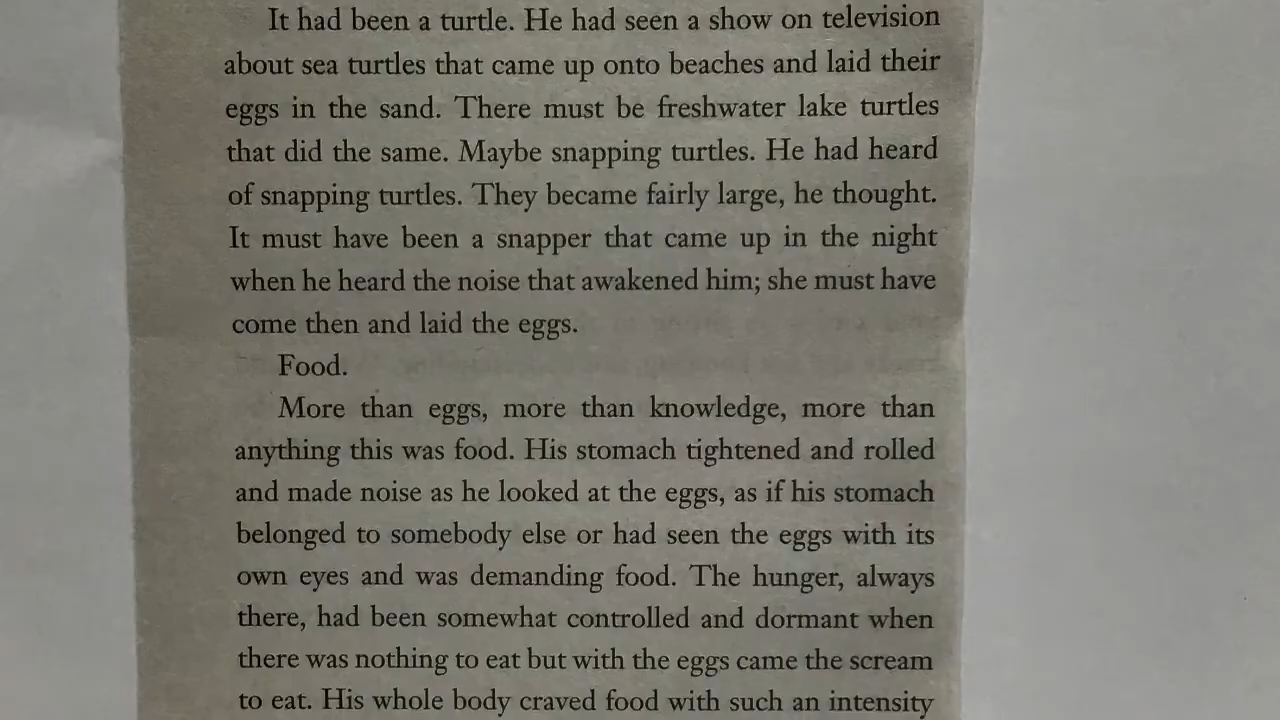 It had been a turtle. He had seen a show on television
about sea turtles that came up onto beaches and laid their
eggs in the sand. There must be freshwater lake turtles
that did the same. Maybe snapping turtles. He had heard
of snapping turtles. They became fairly large, he thought.
It must have been a snapper that came up in the night
when he heard the noise that awakened him; she must have
come then and laid the eggs.
Food.
More than eggs, more than knowledge, more than
anything this was food. His stomach tightened and rolled
and made noise as he looked at the eggs, as if his stomach
belonged to somebody else or had seen the eggs with its
own eyes and was demanding food. The hunger, always
there, had been somewhat controlled and dormant when
there was nothing to eat but with the eggs came the scream
to eat. His whole body craved food with such an intensity